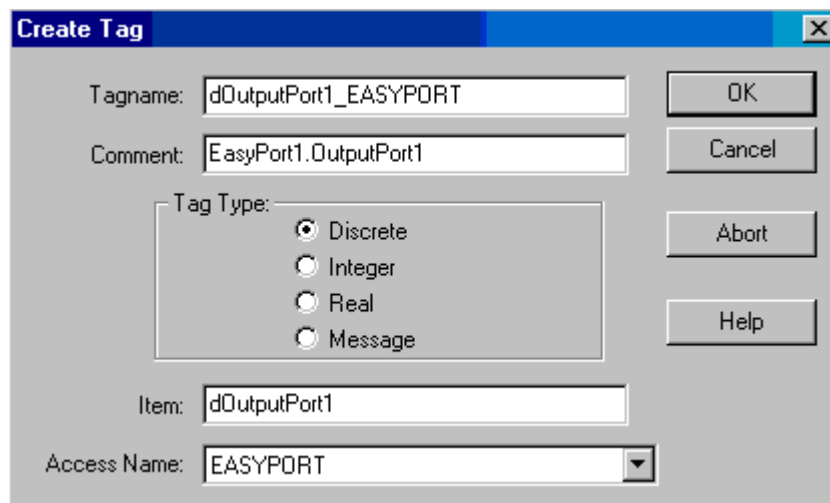 Create Tag
Tagname: dOutputPort1_EASYPORT OK
Comment: EasyPort1.OutputPort1 Cancel
Tag Type:
Discrete Abort
Integer
Real
Message Help
Item: dOutputPort1
Access Name: EASYPORT